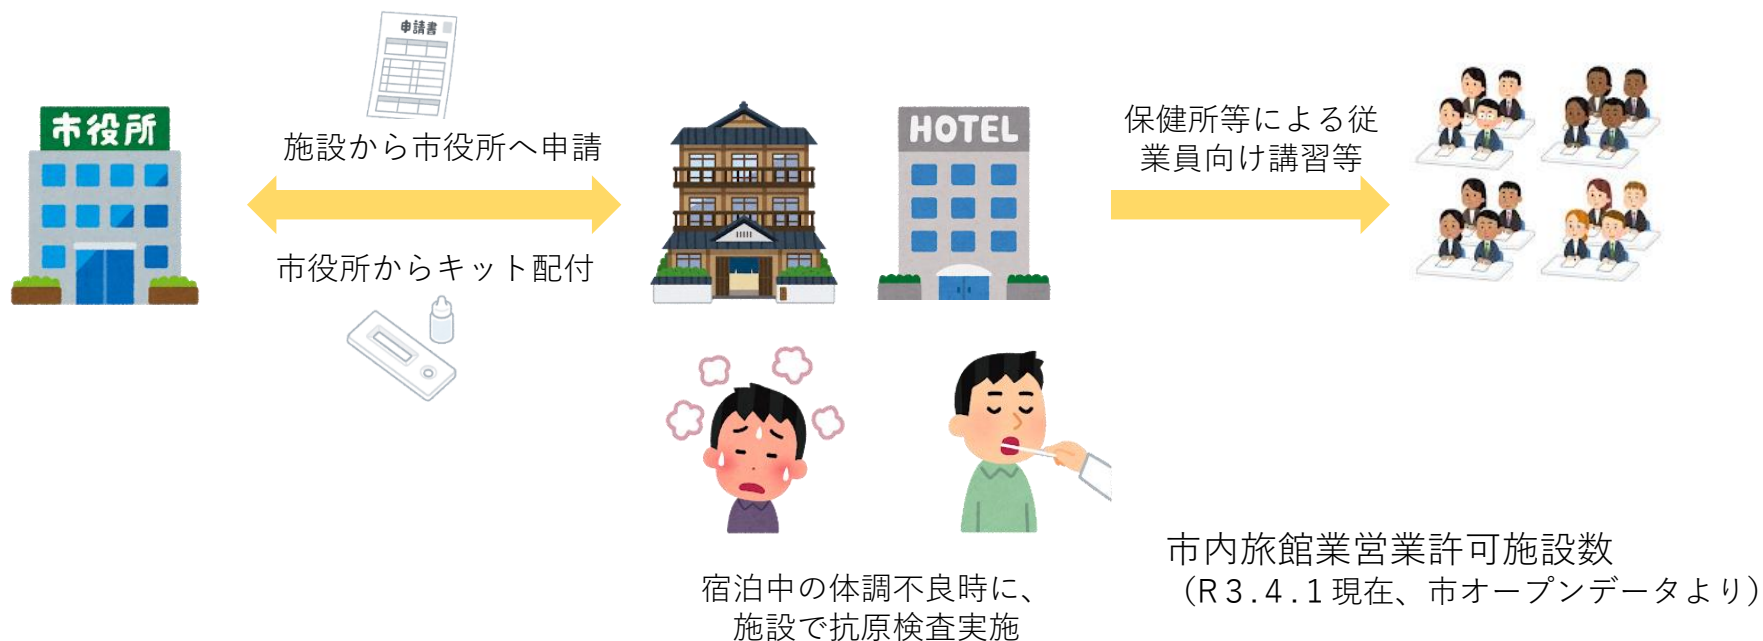 申請書
市役所
施設から市役所へ申請
市役所からキット配付
HOTEL
保健所等による従
業員向け講習等
宿泊中の体調不良時に、
施設で抗原検査実施
市内旅館業営業許可施設数
（R３.４.１現在、市オープンデータより）